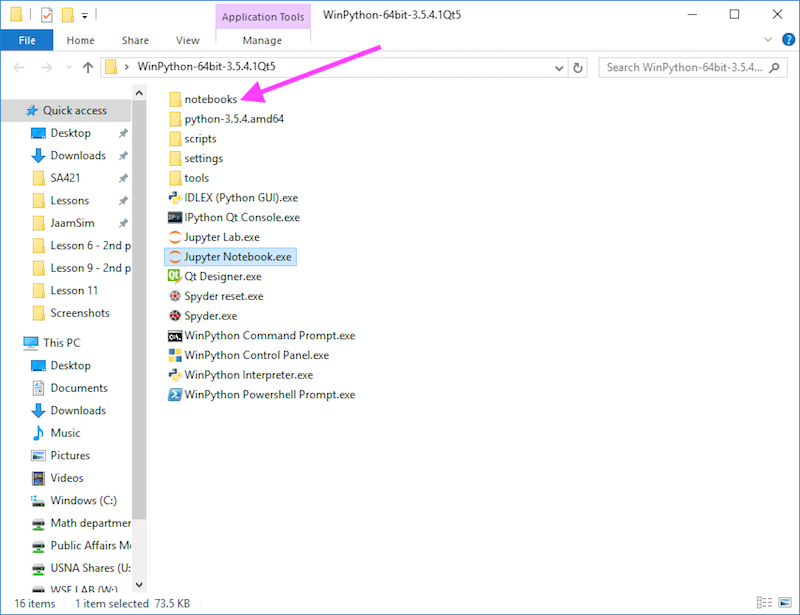 Application Tools
WinPython-64bit-3.5.4.1Qt5
File
Home
Share
View
Manage
WinPython-64bit-3.5.4.1Qt5
Search WinPython-64bit-3.5.4...
Quick access
Desktop
Downloads
SA421
Lessons
JaamSim
Lesson 6 - 2nd p
Lesson 9 - 2nd p
Lesson 11
Screenshots
This PC
Desktop
Documents
Downloads
Music
Pictures
Videos
Windows (C:)
Math departmer
Public Affairs Me
USNA Shares (U:
WSE LAB (W:)
notebooks
python-3.5.4.amd64
scripts
settings
tools
IDLEX (Python GUI).exe
IPython Qt Console.exe
Jupyter Lab.exe
Jupyter Notebook.exe
Qt Designer.exe
Spyder reset.exe
Spyder.exe
WinPython Command Prompt.exe
WinPython Control Panel.exe
WinPython Interpreter.exe
WinPython Powershell Prompt.exe
16 items
1 item selected 73.5 KB